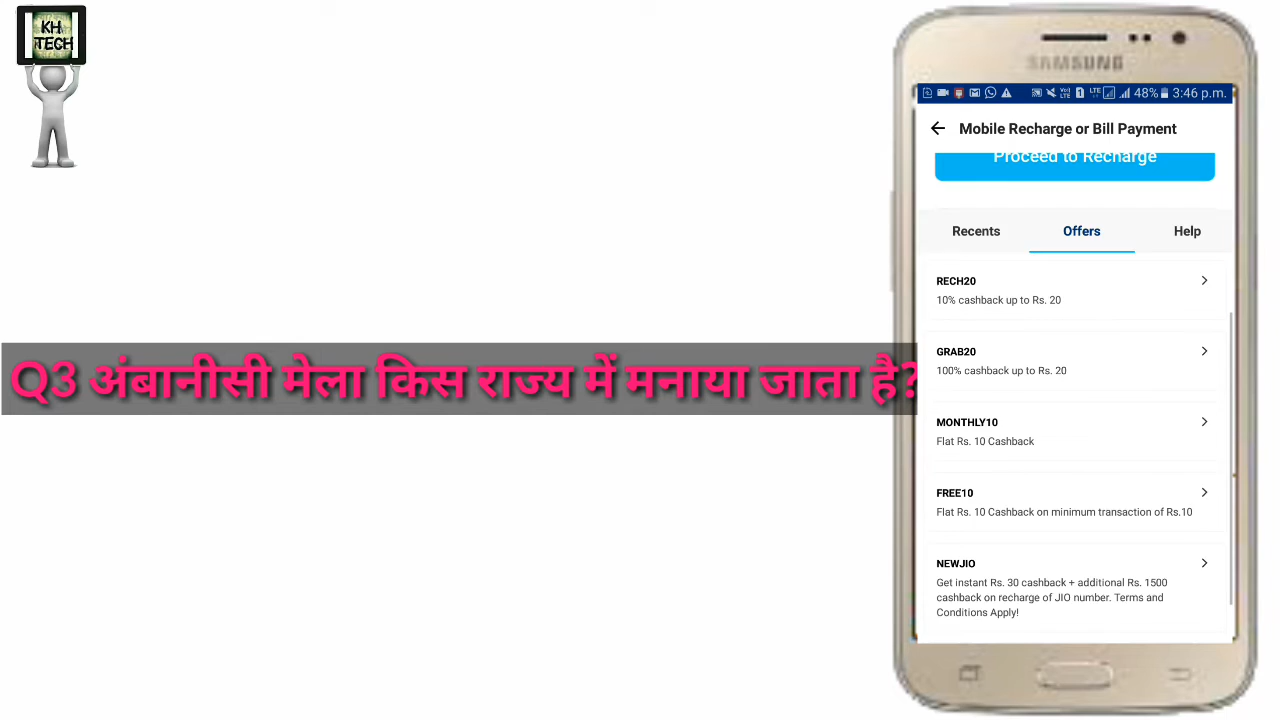 KH
TECH
SAMSUNG
48% 3:46 p.m.
Mobile Recharge or Bill Payment
Proceed to Recharge
Recents Offers Help
RECH20
10% cashback up to Rs. 20
GRAB20
100% cashback up to Rs. 20
Q3 अंबानीसी मेला किस राज्य में मनाया जाता है?
MONTHLY10
Flat Rs. 10 Cashback
FREE10
Flat Rs. 10 Cashback on minimum transaction of Rs.10
NEWJIO
Get instant Rs. 30 cashback + additional Rs. 1500
cashback on recharge of JIO number. Terms and
Conditions Apply!